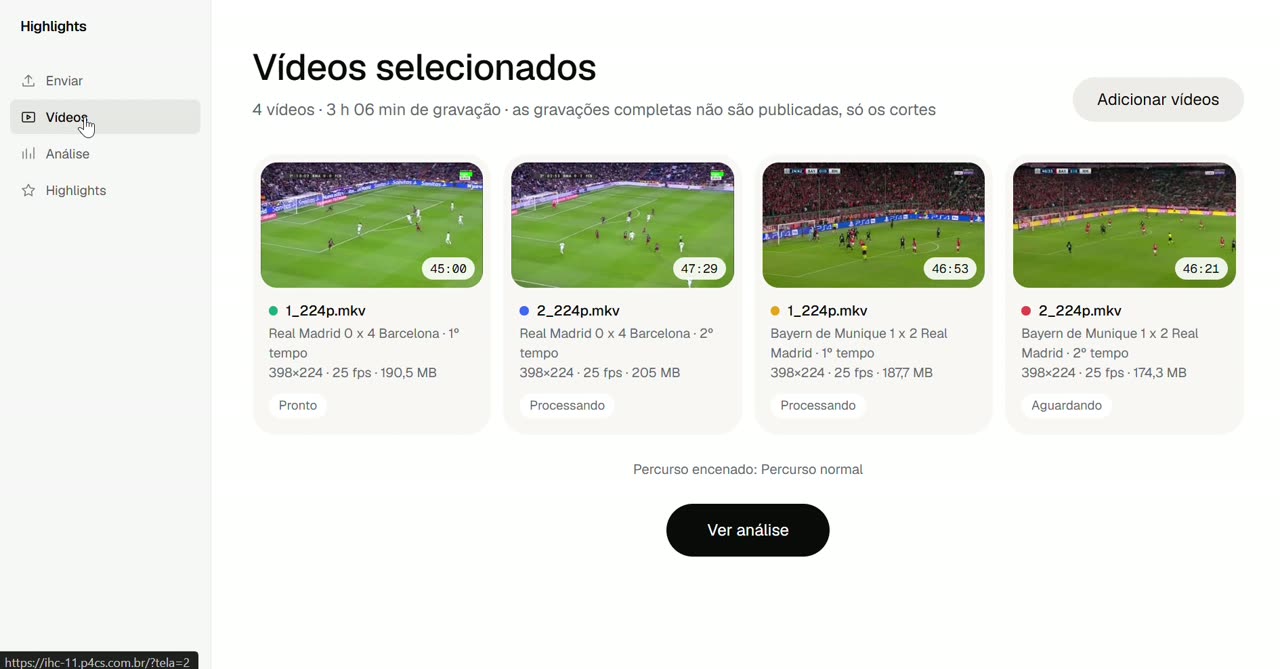 Highlights
Enviar
Vídeos
Análise
Highlights
Vídeos selecionados
4 vídeos · 3 h 06 min de gravação · as gravações completas não são publicadas, só os cortes
Adicionar vídeos
45:00
1_224p.mkv
Real Madrid 0 x 4 Barcelona · 1º
tempo
398×224 · 25 fps · 190,5 MB
Pronto
47:29
2_224p.mkv
Real Madrid 0 x 4 Barcelona · 2º
tempo
398×224 · 25 fps · 205 MB
Processando
46:53
1_224p.mkv
Bayern de Munique 1 x 2 Real
Madrid · 1º tempo
398×224 · 25 fps · 187,7 MB
Processando
46:21
2_224p.mkv
Bayern de Munique 1 x 2 Real
Madrid · 2º tempo
398×224 · 25 fps · 174,3 MB
Aguardando
Percurso encenado: Percurso normal
Ver análise
https://ihc-11.p4cs.com.br/?tela=2